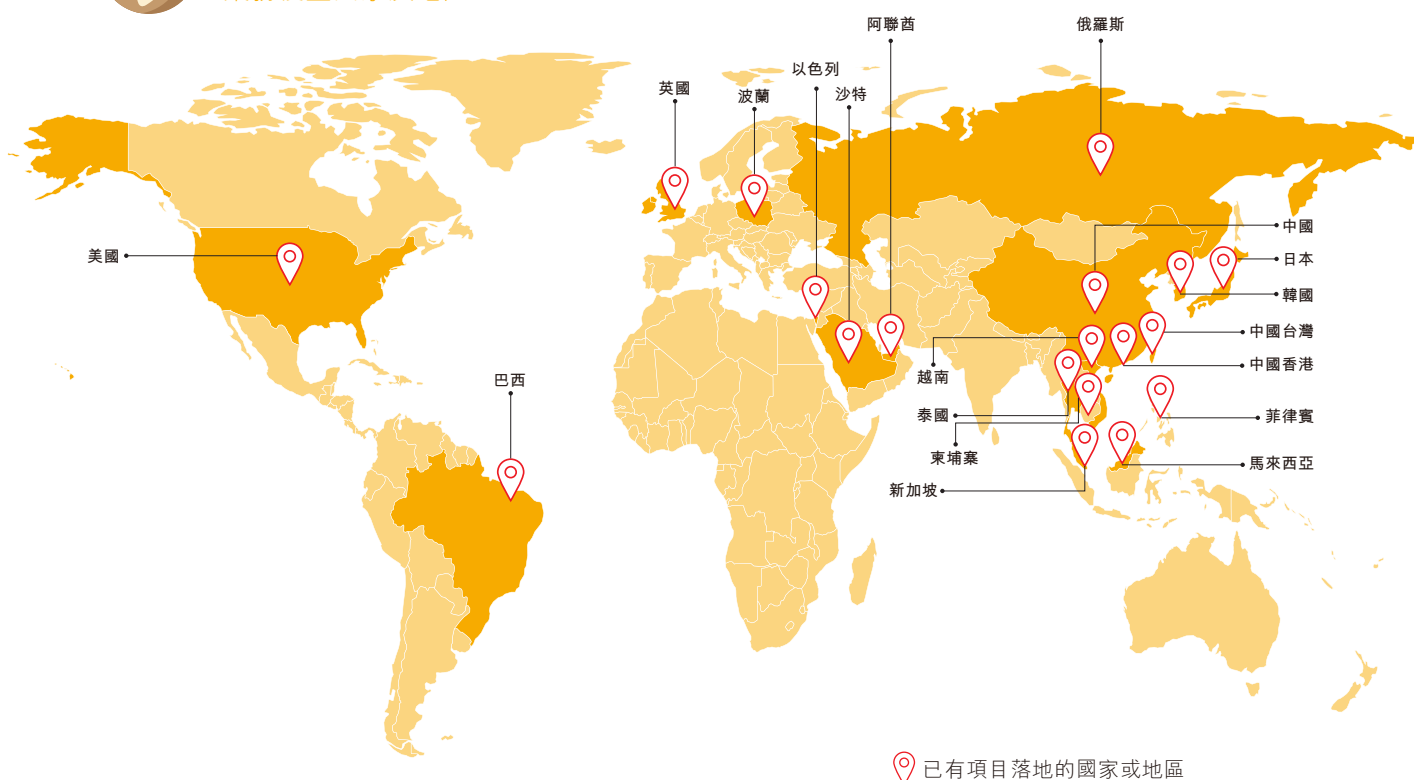 阿聯酋
俄羅斯
以色列
英國
波蘭
沙特
中國
美國
日本
韓國
中國台灣
中國香港
越南
巴西
泰國
菲律賓
柬埔寨
馬來西亞
新加坡
已有項目落地的國家或地區